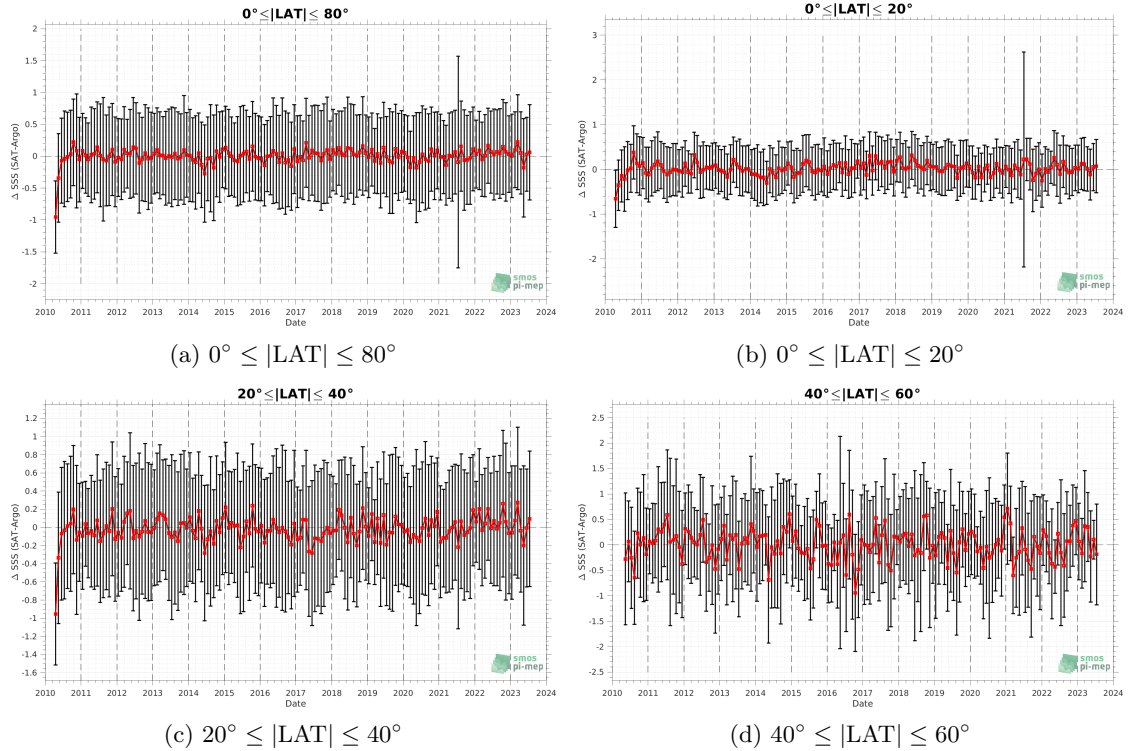 0°≤|LAT|≤ 80°
Δ SSS (SAT-Argo)
2
1.5
1
0.5
0
-0.5
-1
-1.5
-2
2010 2011 2012 2013 2014 2015 2016 2017 2018 2019 2020 2021 2022 2023 2024
Date
smos
pi-mep
(a) 0° ≤ |LAT| ≤ 80°
0°≤|LAT|≤ 20°
Δ SSS (SAT-Argo)
3
2
1
0
-1
-2
2010 2011 2012 2013 2014 2015 2016 2017 2018 2019 2020 2021 2022 2023 2024
Date
smos
pi-mep
(b) 0° ≤ |LAT| ≤ 20°
20°≤|LAT|≤ 40°
Δ SSS (SAT-Argo)
1.2
1
0.8
0.6
0.4
0.2
0
-0.2
-0.4
-0.6
-0.8
-1
-1.2
-1.4
-1.6
2010 2011 2012 2013 2014 2015 2016 2017 2018 2019 2020 2021 2022 2023 2024
Date
smos
pi-mep
(c) 20° ≤ |LAT| ≤ 40°
40°≤|LAT|≤ 60°
Δ SSS (SAT-Argo)
2.5
2
1.5
1
0.5
0
-0.5
-1
-1.5
-2
-2.5
2010 2011 2012 2013 2014 2015 2016 2017 2018 2019 2020 2021 2022 2023 2024
Date
smos
pi-mep
(d) 40° ≤ |LAT| ≤ 60°